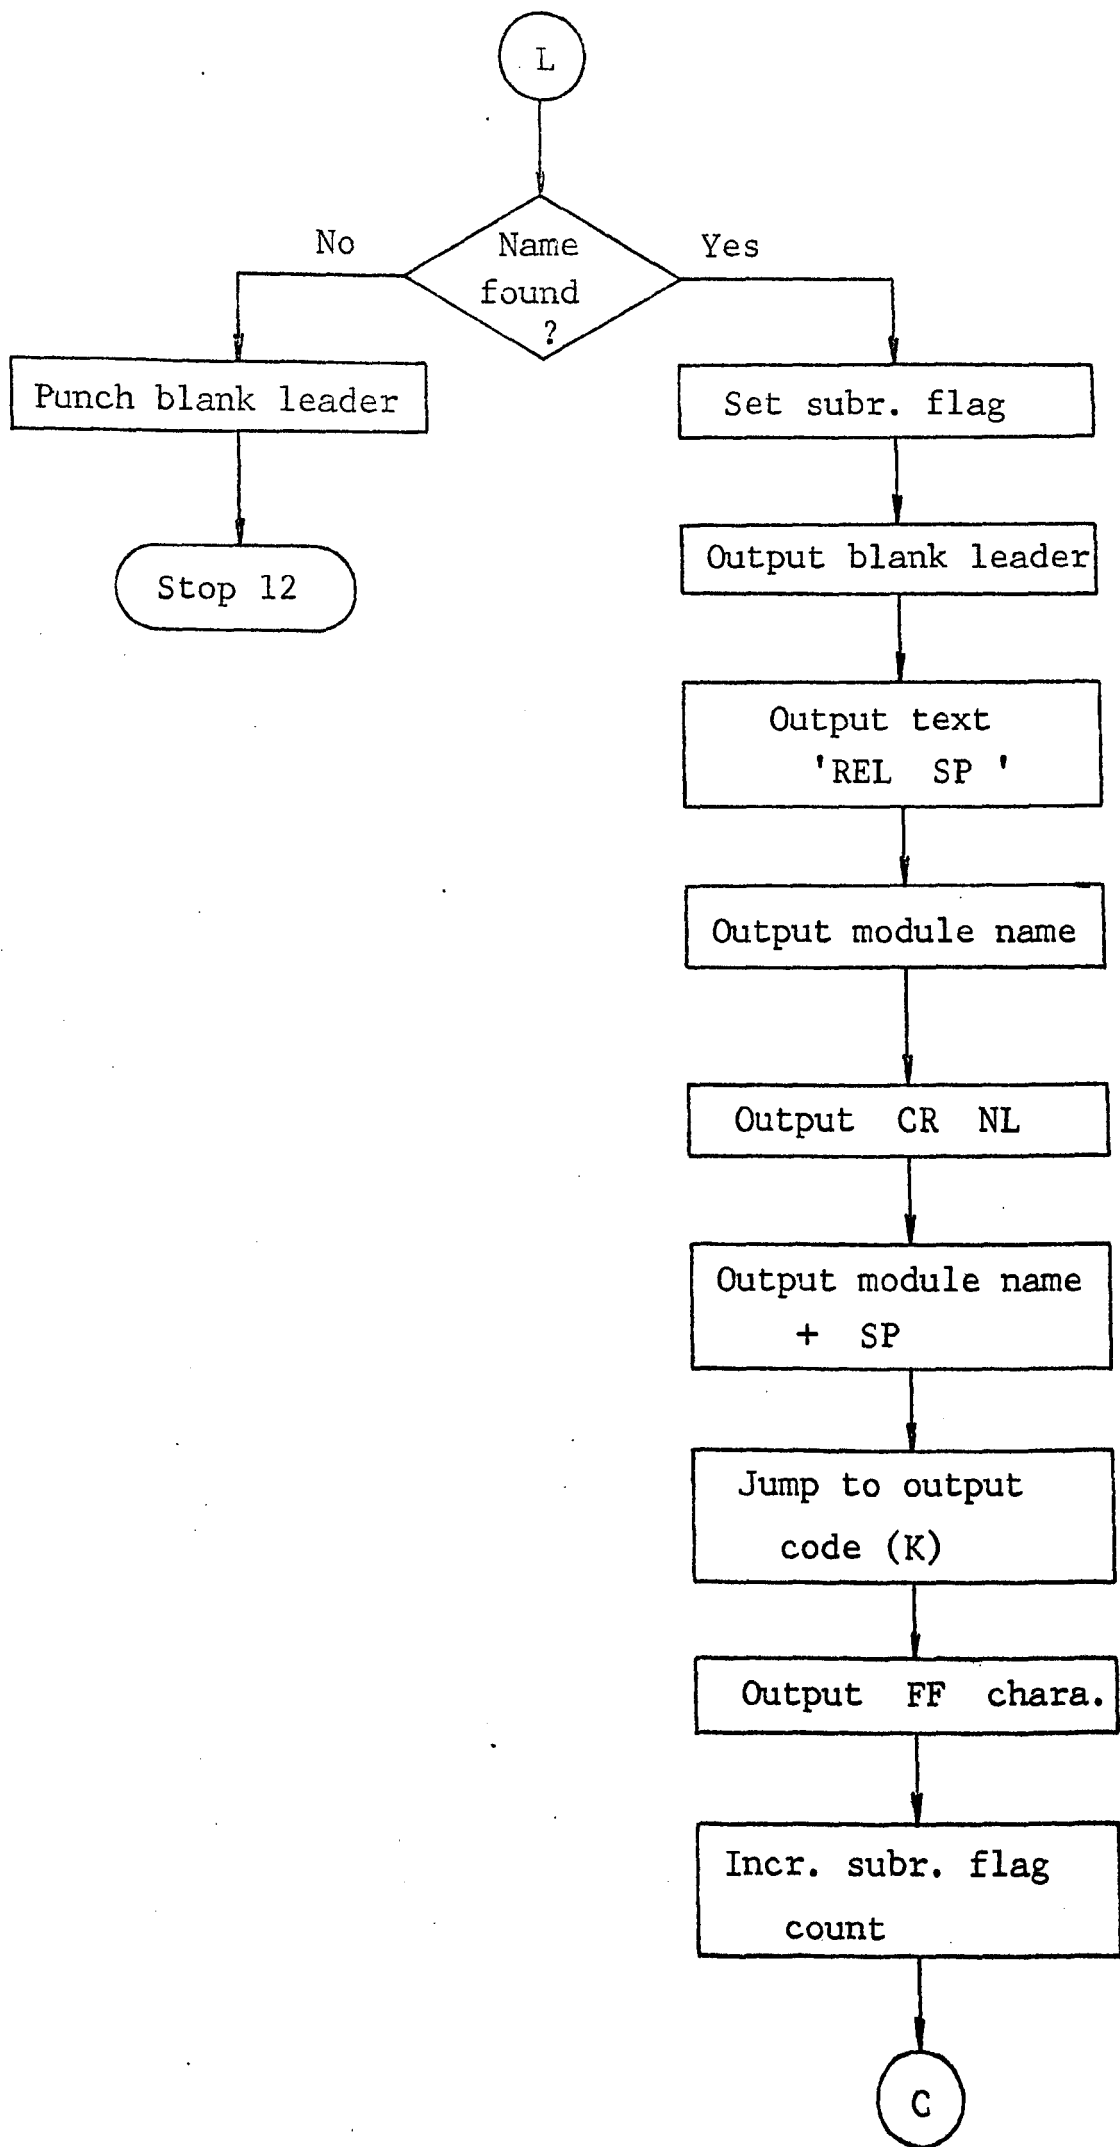 L
Name
found
?
No
Yes
Punch blank leader
Stop 12
Set subr. flag
Output blank leader
Output text
'REL SP '
Output module name
Output CR NL
Output module name
+ SP
Jump to output
code (K)
Output FF chara.
Incr. subr. flag
count
C